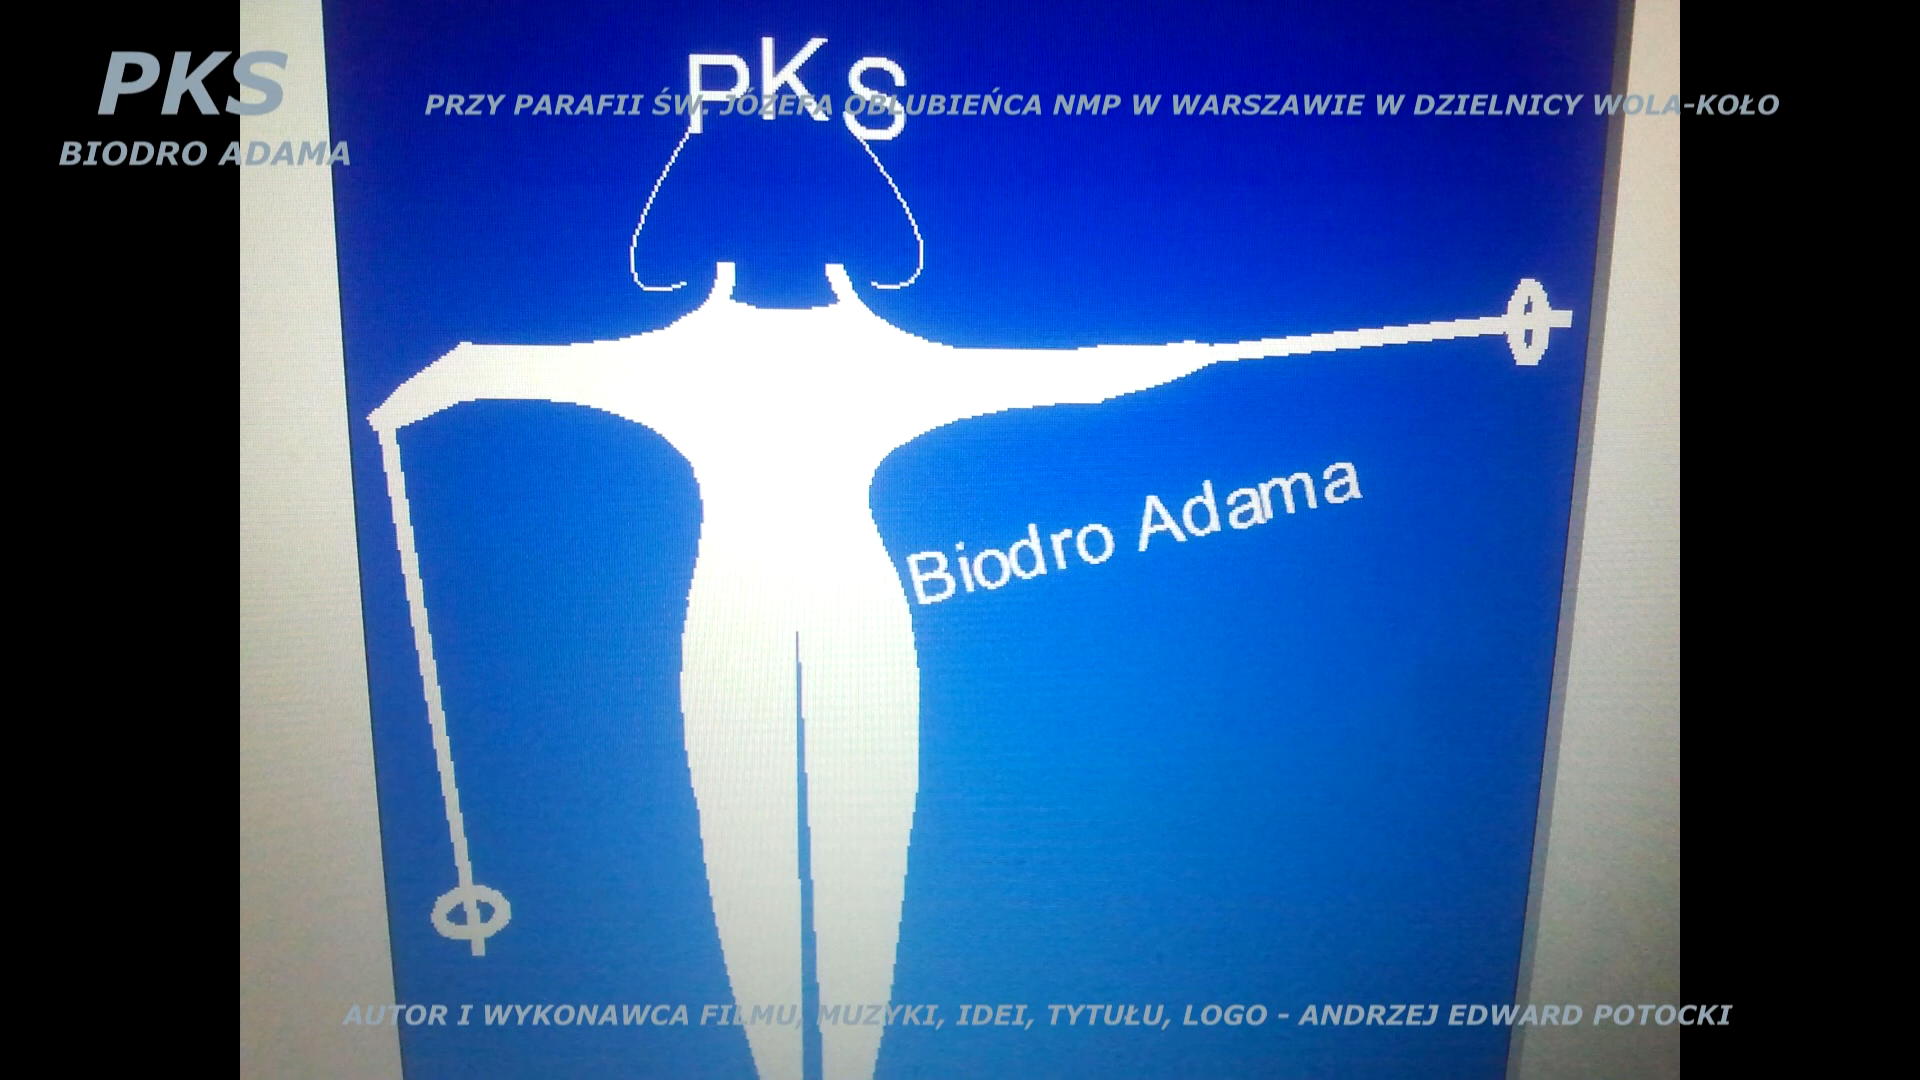 PKS
BIODRO ADAMA
PRZY PARAFII ŚW. JÓZEFA OBLUBIEŃCA NMP W WARSZAWIE W DZIELNICY WOLA-KOŁO
PKS
Biodro Adama
AUTOR I WYKONAWCA FILMU, MUZYKI, IDEI, TYTUŁU, LOGO - ANDRZEJ EDWARD POTOCKI